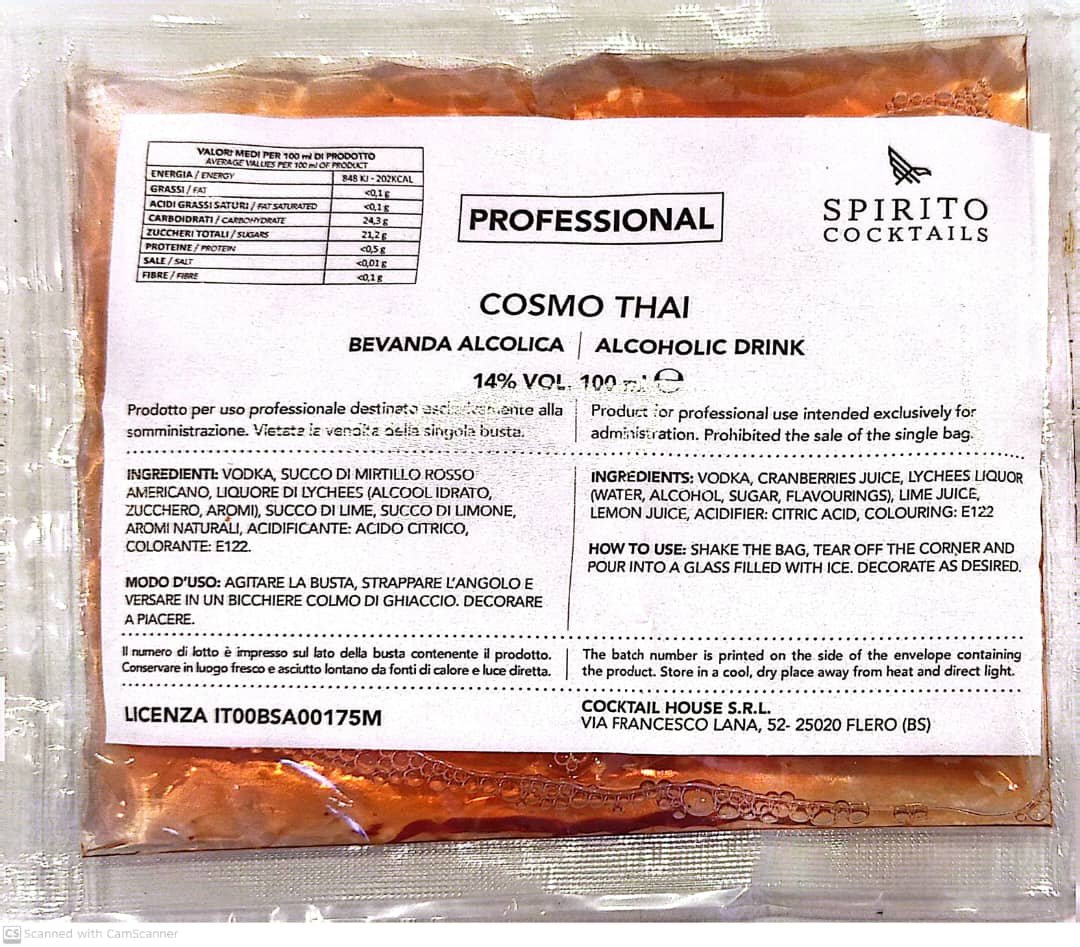 VALORI MEDI PER 100 ml DI PRODOTTO
AVERAGE VALUES PER 100 ml OF PRODUCT
ENERGIA / ENERGY 848 KJ - 202KCAL
GRASSI / FAT <0,1 g
ACIDI GRASSI SATURI / FAT SATURATED <0,1 g
CARBOIDRATI / CARBOHYDRATE 24,3 g
ZUCCHERI TOTALI / SUGARS 21,2 g
PROTEINE / PROTEIN <0,5 g
SALE / SALT <0,01 g
FIBRE / FIBRE <0,1 g
PROFESSIONAL
SPIRITO
COCKTAILS
COSMO THAI
BEVANDA ALCOLICA | ALCOHOLIC DRINK
14% VOL. 100 ml ℮
Prodotto per uso professionale destinato esclusivamente alla
somministrazione. Vietata la vendita della singola busta.
Product for professional use intended exclusively for
administration. Prohibited the sale of the single bag.
INGREDIENTI: VODKA, SUCCO DI MIRTILLO ROSSO
AMERICANO, LIQUORE DI LYCHEES (ALCOOL IDRATO,
ZUCCHERO, AROMI), SUCCO DI LIME, SUCCO DI LIMONE,
AROMI NATURALI, ACIDIFICANTE: ACIDO CITRICO,
COLORANTE: E122.
MODO D'USO: AGITARE LA BUSTA, STRAPPARE L'ANGOLO E
VERSARE IN UN BICCHIERE COLMO DI GHIACCIO. DECORARE
A PIACERE.
INGREDIENTS: VODKA, CRANBERRIES JUICE, LYCHEES LIQUOR
(WATER, ALCOHOL, SUGAR, FLAVOURINGS), LIME JUICE,
LEMON JUICE, ACIDIFIER: CITRIC ACID, COLOURING: E122
HOW TO USE: SHAKE THE BAG, TEAR OFF THE CORNER AND
POUR INTO A GLASS FILLED WITH ICE. DECORATE AS DESIRED.
Il numero di lotto è impresso sul lato della busta contenente il prodotto.
Conservare in luogo fresco e asciutto lontano da fonti di calore e luce diretta.
The batch number is printed on the side of the envelope containing
the product. Store in a cool, dry place away from heat and direct light.
LICENZA IT00BSA00175M
COCKTAIL HOUSE S.R.L.
VIA FRANCESCO LANA, 52- 25020 FLERO (BS)
CS Scanned with CamScanner